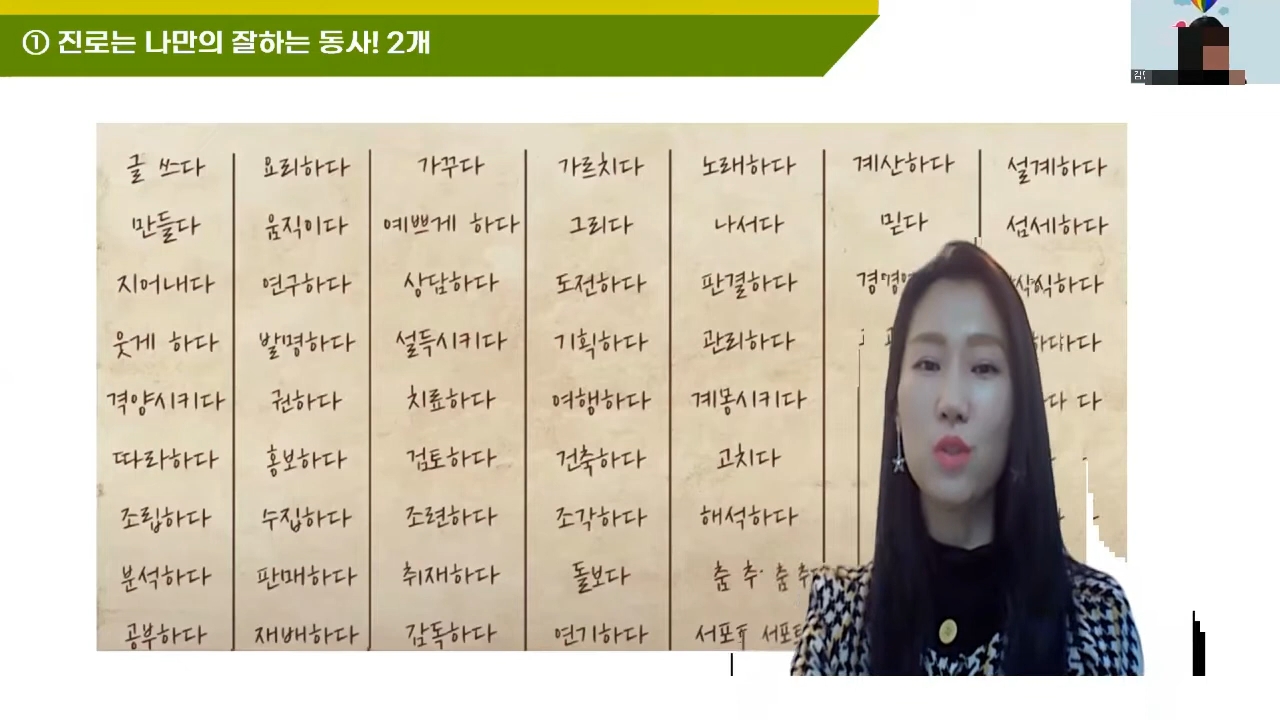 ① 진로는 나만의 잘하는 동사! 2개
글 쓰다 요리하다 가꾸다 가르치다 노래하다 계산하다 설계하다
만들다 움직이다 예쁘게 하다 그리다 나서다 믿다 섬세하다
지어내다 연구하다 상담하다 도전하다 판결하다
웃게 하다 발명하다 설득시키다 기획하다 관리하다
격양시키다 권하다 치료하다 여행하다 계몽시키다
따라하다 홍보하다 검토하다 건축하다 고치다
조립하다 수집하다 조련하다 조각하다 해석하다
분석하다 판매하다 취재하다 돌보다 춤 추
공부하다 재배하다 감독하다 연기하다